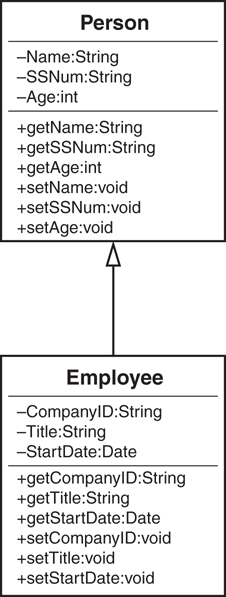 Person
–Name:String
–SSNum:String
–Age:int
+getName:String
+getSSNum:String
+getAge:int
+setName:void
+setSSNum:void
+setAge:void
Employee
–CompanyID:String
–Title:String
–StartDate:Date
+getCompanyID:String
+getTitle:String
+getStartDate:Date
+setCompanyID:void
+setTitle:void
+setStartDate:void